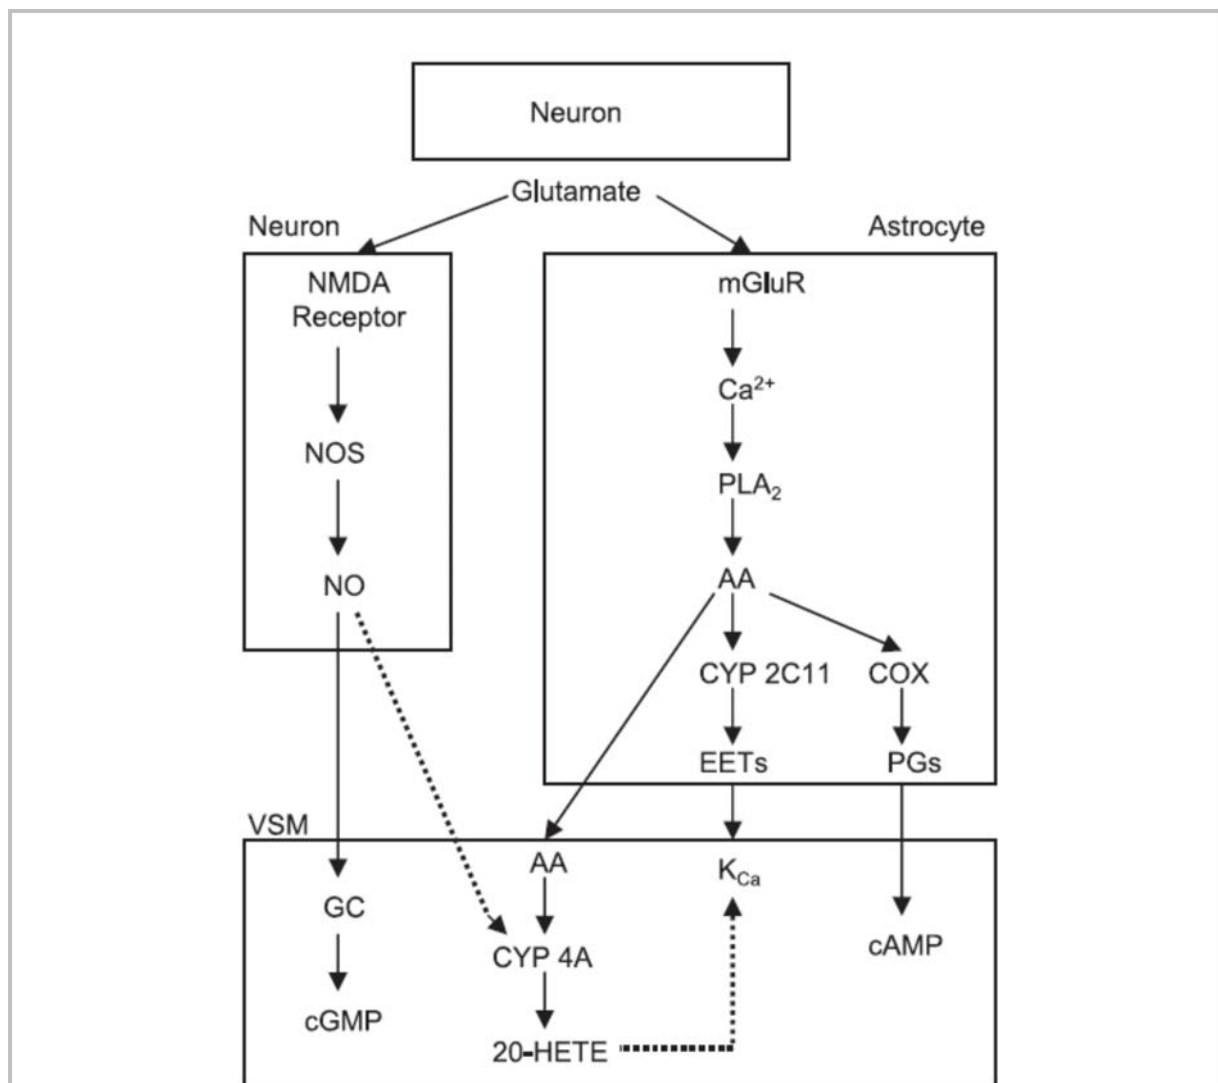 Neuron
Glutamate
Neuron
Astrocyte
NMDA
Receptor
NOS
NO
mGluR
Ca²⁺
PLA₂
AA
CYP 2C11
COX
EETs
PGs
VSM
GC
cGMP
AA
CYP 4A
20-HETE
K_Ca
cAMP